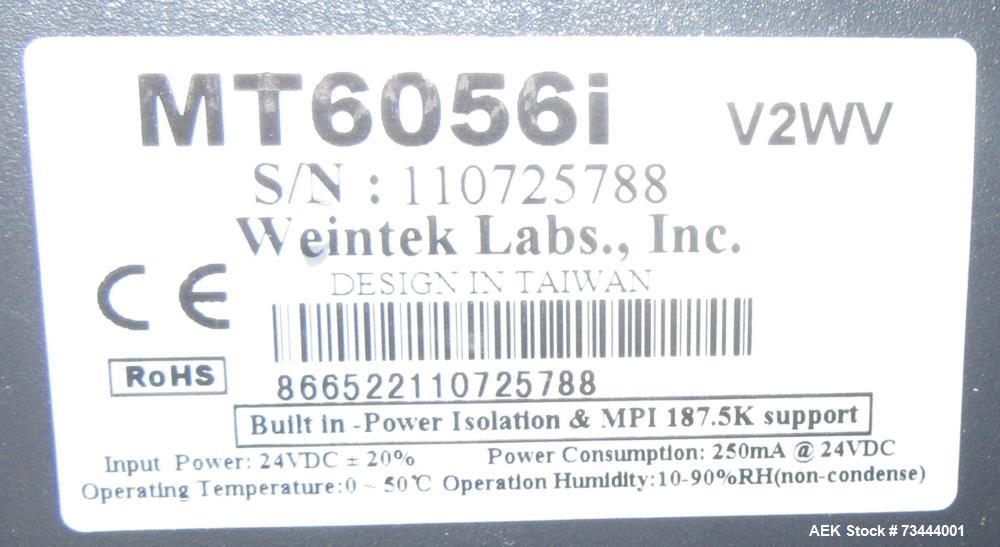 MT6056i V2WV
S/N : 110725788
Weintek Labs., Inc.
DESIGN IN TAIWAN
CE
RoHS
866522110725788
Built in -Power Isolation & MPI 187.5K support
Input Power: 24VDC ± 20% Power Consumption: 250mA @ 24VDC
Operating Temperature:0 ~ 50℃ Operation Humidity:10-90%RH(non-condense)
AEK Stock # 73444001